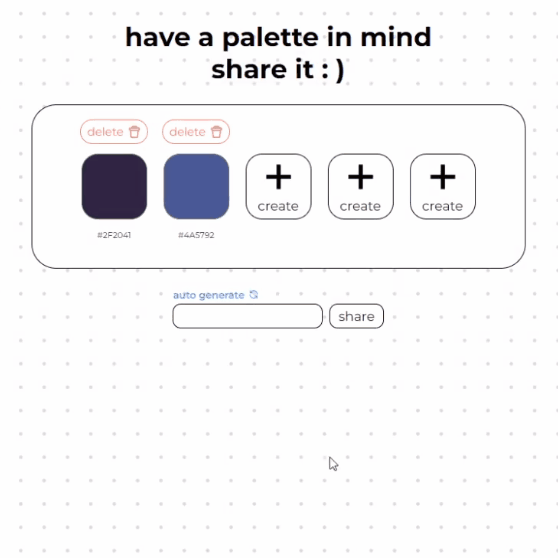 have a palette in mind
share it : )
delete delete
create create create
#2F2041 #4A5792
auto generate
share